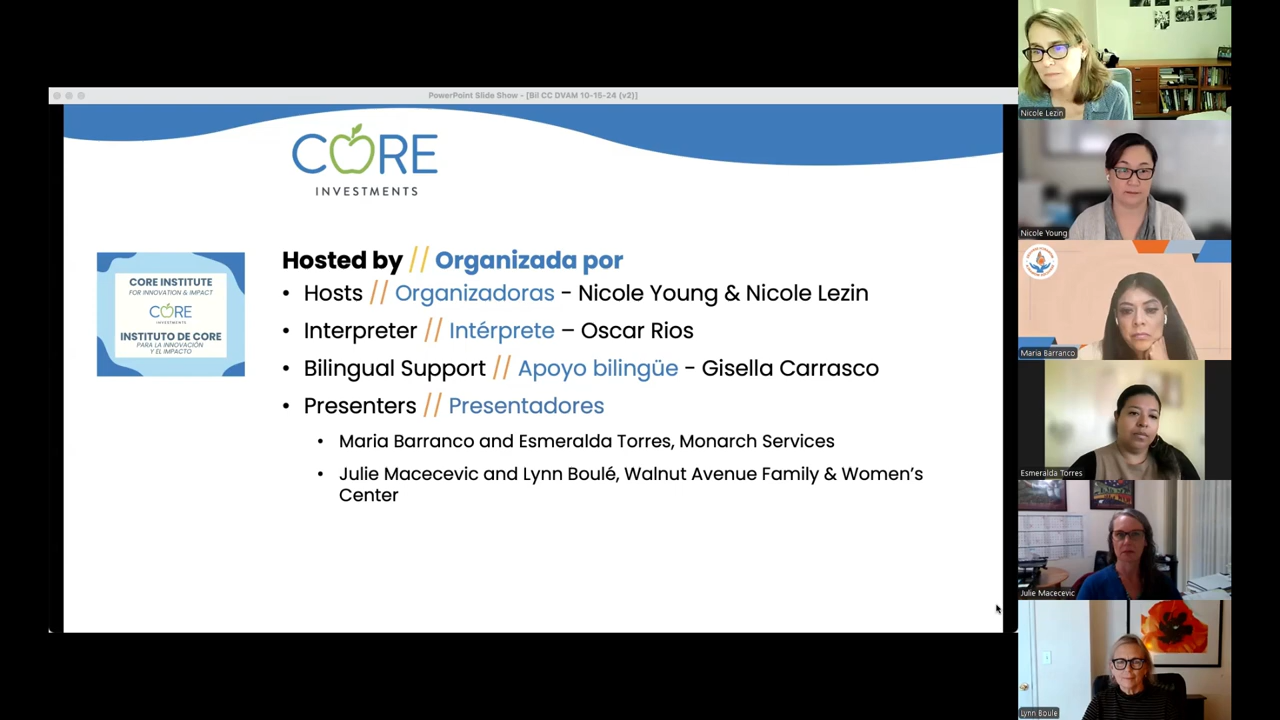 PowerPoint Slide Show - [Bil CC DVAM 10-15-24 (v2)]
CORE
INVESTMENTS
CORE INSTITUTE
FOR INNOVATION & IMPACT
CORE
INVESTMENTS
INSTITUTO DE CORE
PARA LA INNOVACIÓN
Y EL IMPACTO
Hosted by // Organizada por
• Hosts // Organizadoras - Nicole Young & Nicole Lezin
• Interpreter // Intérprete – Oscar Rios
• Bilingual Support // Apoyo bilingüe - Gisella Carrasco
• Presenters // Presentadores
• Maria Barranco and Esmeralda Torres, Monarch Services
• Julie Macecevic and Lynn Boulé, Walnut Avenue Family & Women's
Center
Nicole Lezin
Nicole Young
Maria Barranco
Esmeralda Torres
Julie Macecevic
Lynn Boule